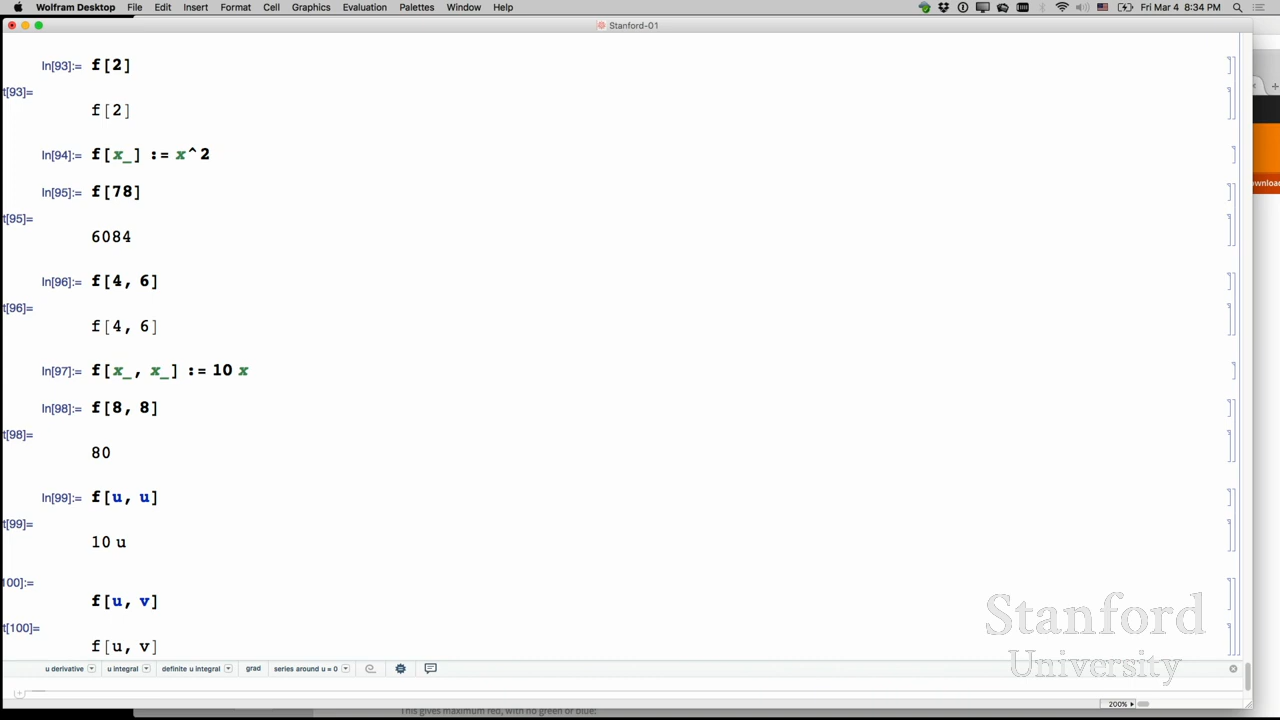 Wolfram Desktop File Edit Insert Format Cell Graphics Evaluation Palettes Window Help Fri Mar 4 8:34 PM
Stanford-01
In[93]:= f[2]
t[93]=
f[2]
In[94]:= f[x_] := x^2
In[95]:= f[78]
t[95]=
6084
In[96]:= f[4, 6]
t[96]=
f[4, 6]
In[97]:= f[x_, x_] := 10 x
In[98]:= f[8, 8]
t[98]=
80
In[99]:= f[u, u]
t[99]=
10 u
100]:=
f[u, v]
t[100]=
f[u, v]
u derivative u integral definite u integral grad series around u = 0
Stanford
University
200%
This gives maximum red, with no green or blue:
ownload